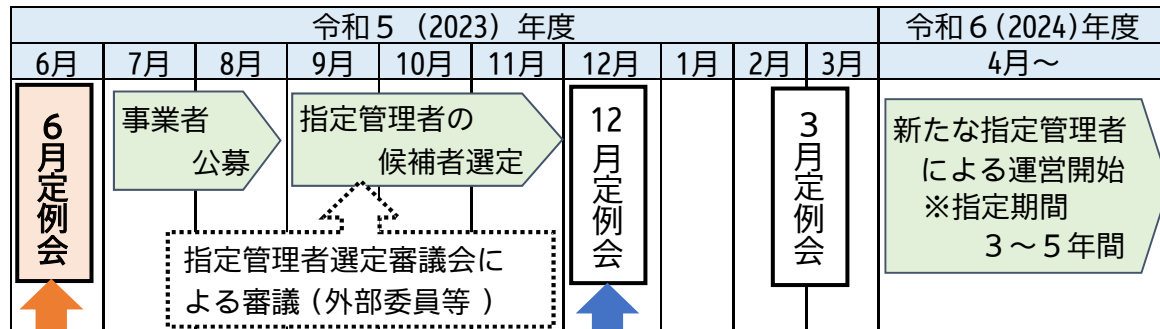 令和５（2023）年度
令和６(2024)年度
6月
7月
8月
9月
10月
11月
12月
1月
2月
3月
4月～
６月定例会
事業者
公募
指定管理者の
候補者選定
12月定例会
３月定例会
新たな指定管理者
による運営開始
※指定期間
３～５年間
指定管理者選定審議会に
よる審議（外部委員等 ）